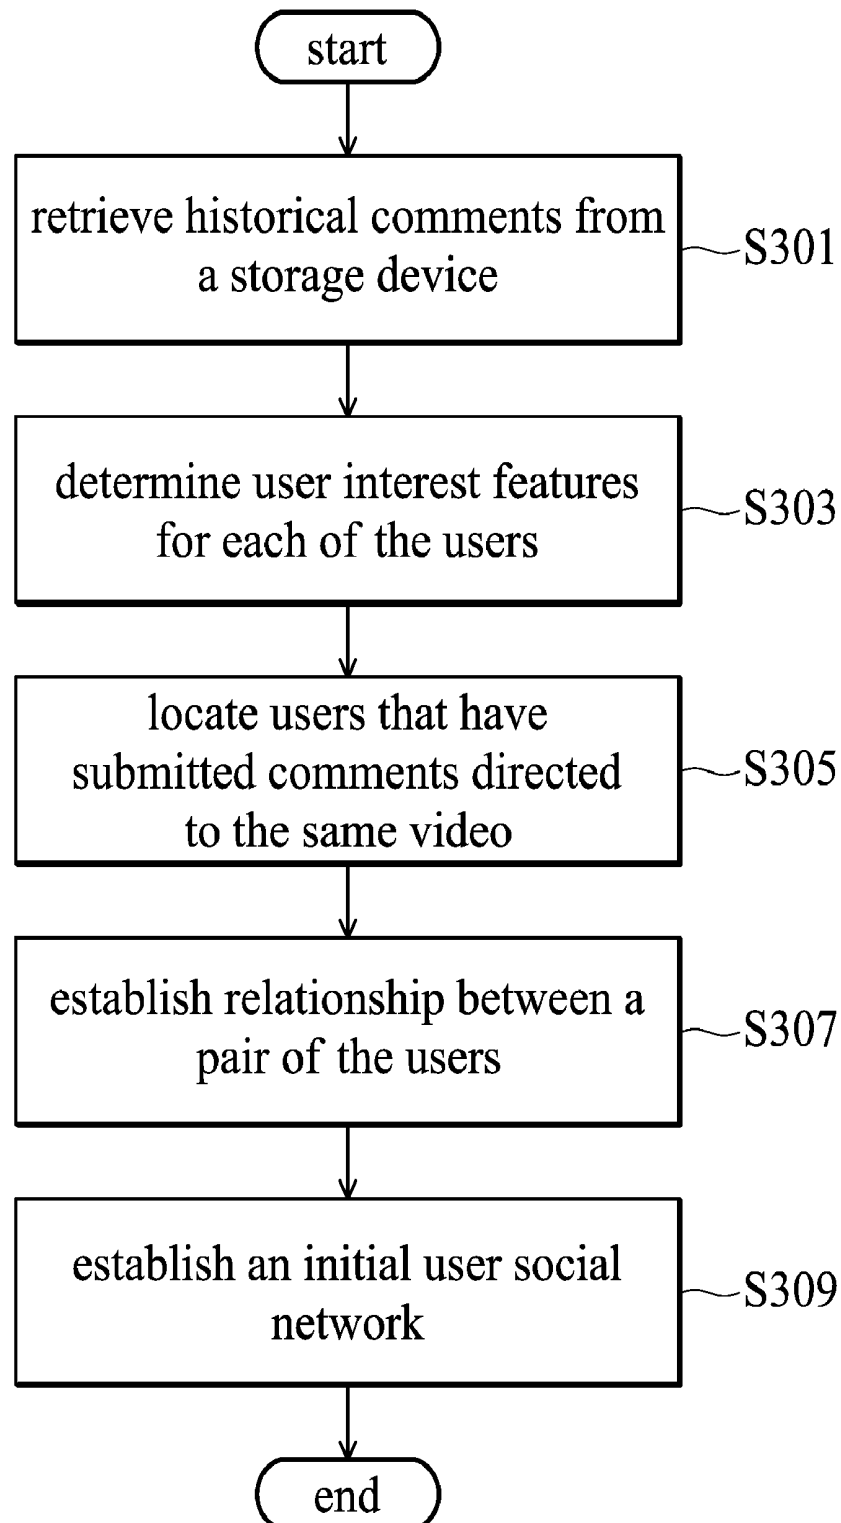 start
retrieve historical comments from
a storage device
S301
determine user interest features
for each of the users
S303
locate users that have
submitted comments directed
to the same video
S305
establish relationship between a
pair of the users
S307
establish an initial user social
network
S309
end